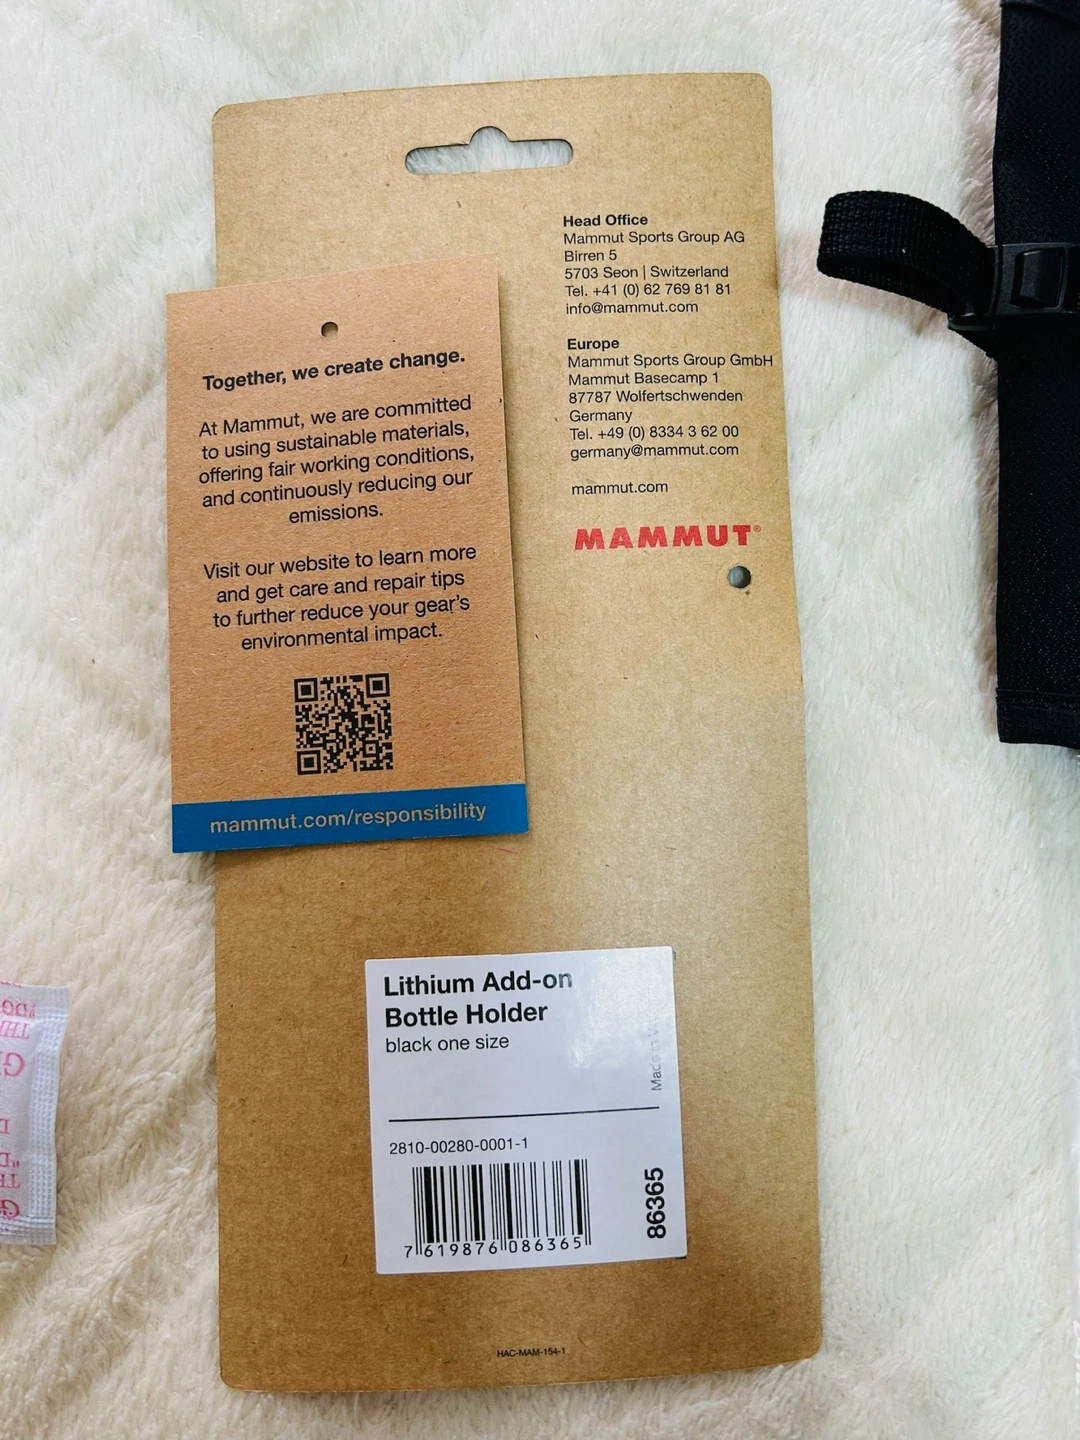 Head Office
Mammut Sports Group AG
Birren 5
5703 Seon | Switzerland
Tel. +41 (0) 62 769 81 81
info@mammut.com
Europe
Mammut Sports Group GmbH
Mammut Basecamp 1
87787 Wolfertschwenden
Germany
Tel. +49 (0) 8334 3 62 00
germany@mammut.com
mammut.com
MAMMUT®
Together, we create change.
At Mammut, we are committed
to using sustainable materials,
offering fair working conditions,
and continuously reducing our
emissions.
Visit our website to learn more
and get care and repair tips
to further reduce your gear's
environmental impact.
mammut.com/responsibility
Lithium Add-on
Bottle Holder
black one size
Made in
2810-00280-0001-1
7 619876 086365
86365
HAC-MAM-154-1